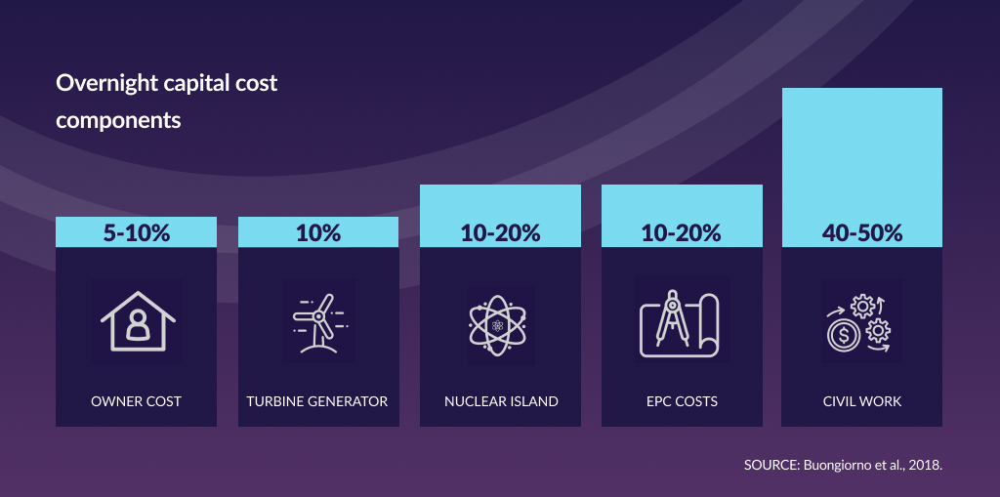 Overnight capital cost
components
5-10%
10%
10-20%
10-20%
40-50%
$
OWNER COST
TURBINE GENERATOR
NUCLEAR ISLAND
EPC COSTS
CIVIL WORK
SOURCE: Buongiorno et al., 2018.